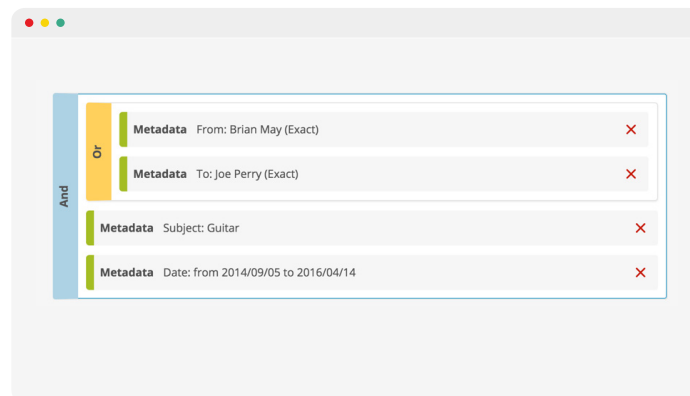 And
Or
Metadata From: Brian May (Exact)
Metadata To: Joe Perry (Exact)
Metadata Subject: Guitar
Metadata Date: from 2014/09/05 to 2016/04/14